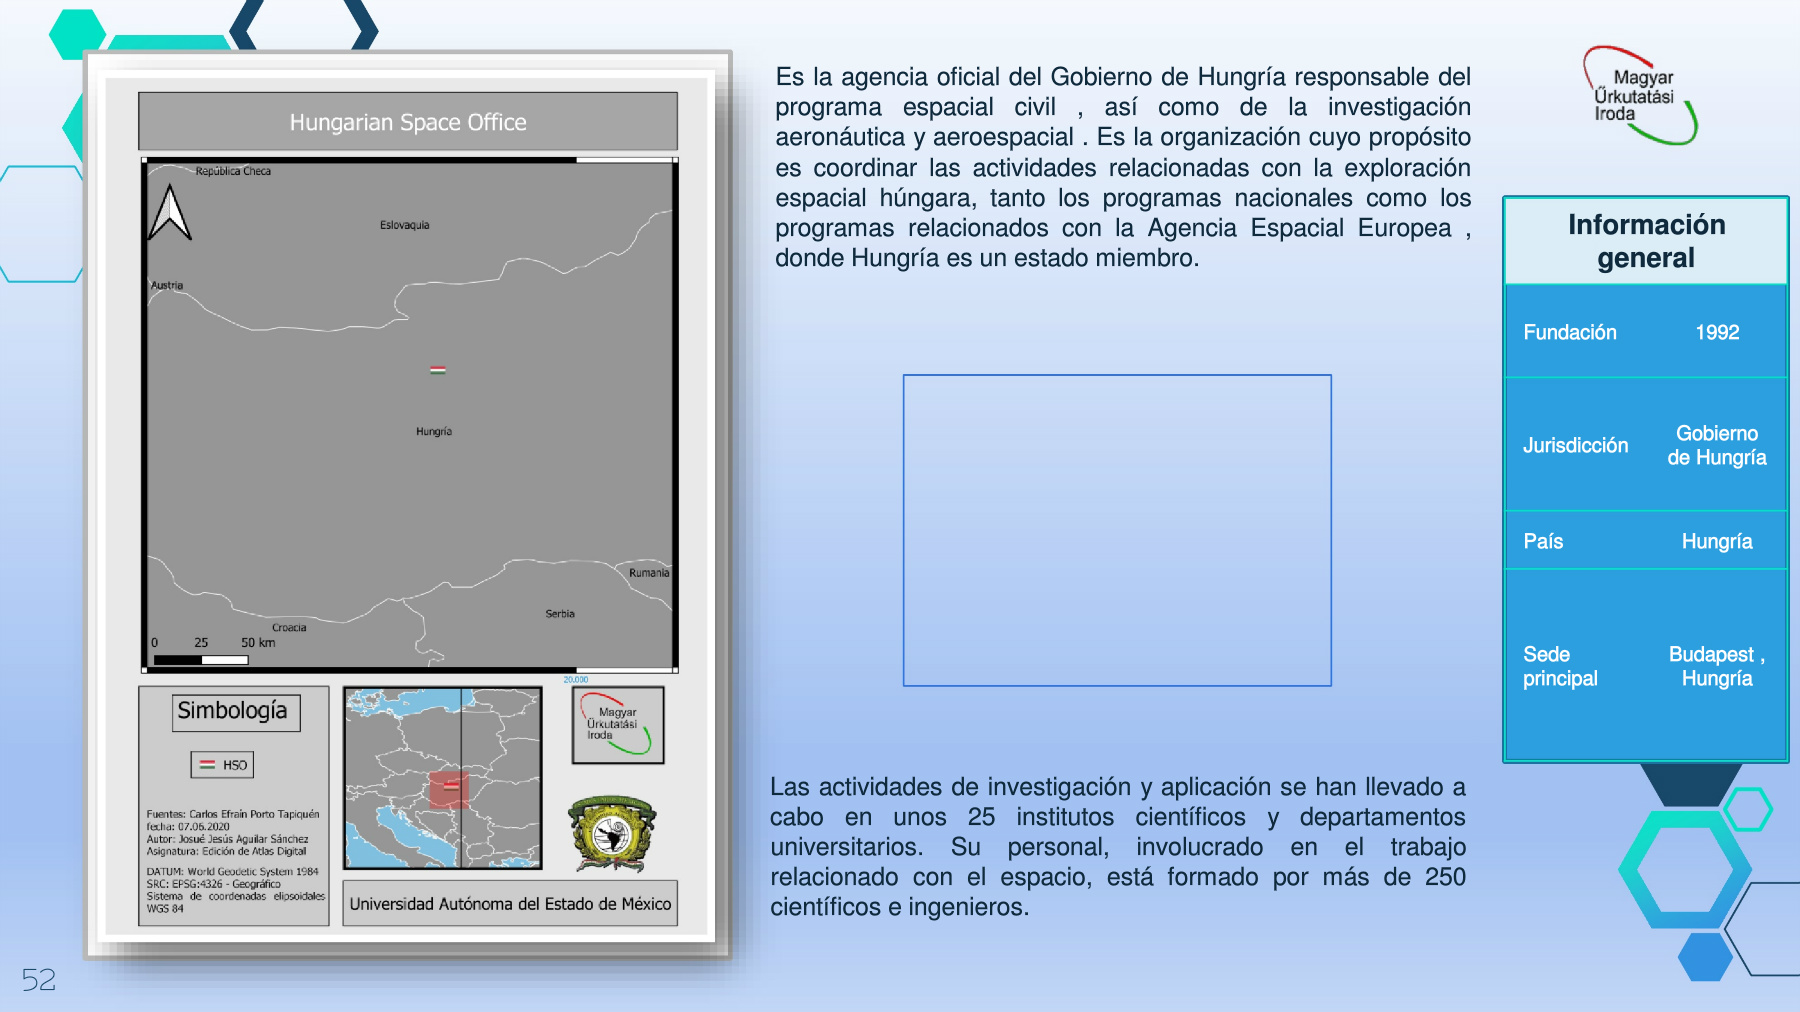 Hungarian Space Office
República Checa
Eslovaquia
Austria
Hungría
Rumania
Serbia
Croacia
0 25 50 km
20.000
Simbología
HSO
Fuentes: Carlos Efraín Porto Tapiquén
fecha: 07.06.2020
Autor: Josué Jesús Aguilar Sánchez
Asignatura: Edición de Atlas Digital
DATUM: World Geodetic System 1984
SRC: EPSG:4326 - Geográfico
Sistema de coordenadas elipsoidales
WGS 84
Magyar
Űrkutatási
Iroda
Universidad Autónoma del Estado de México
Es la agencia oficial del Gobierno de Hungría responsable del
programa espacial civil , así como de la investigación
aeronáutica y aeroespacial . Es la organización cuyo propósito
es coordinar las actividades relacionadas con la exploración
espacial húngara, tanto los programas nacionales como los
programas relacionados con la Agencia Espacial Europea ,
donde Hungría es un estado miembro.
Las actividades de investigación y aplicación se han llevado a
cabo en unos 25 institutos científicos y departamentos
universitarios. Su personal, involucrado en el trabajo
relacionado con el espacio, está formado por más de 250
científicos e ingenieros.
Magyar
Űrkutatási
Iroda
Información
general
Fundación 1992
Jurisdicción Gobierno
de Hungría
País Hungría
Sede
principal
Budapest ,
Hungría
52